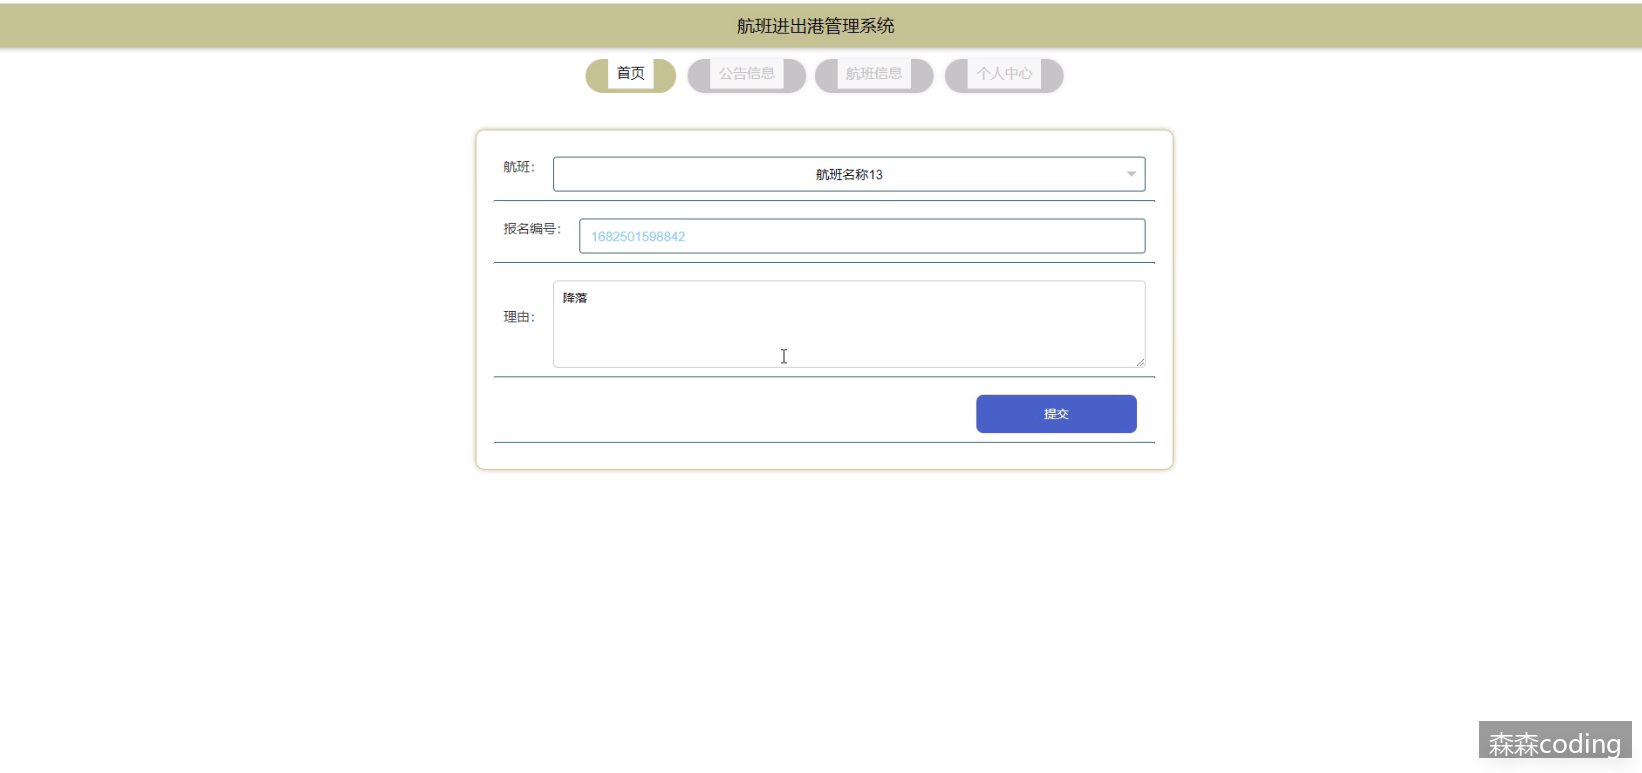 航班进出港管理系统
首页
公告信息
航班信息
个人中心
航班：
航班名称13
报名编号：
1682501598842
理由：
降落
提交
森森coding